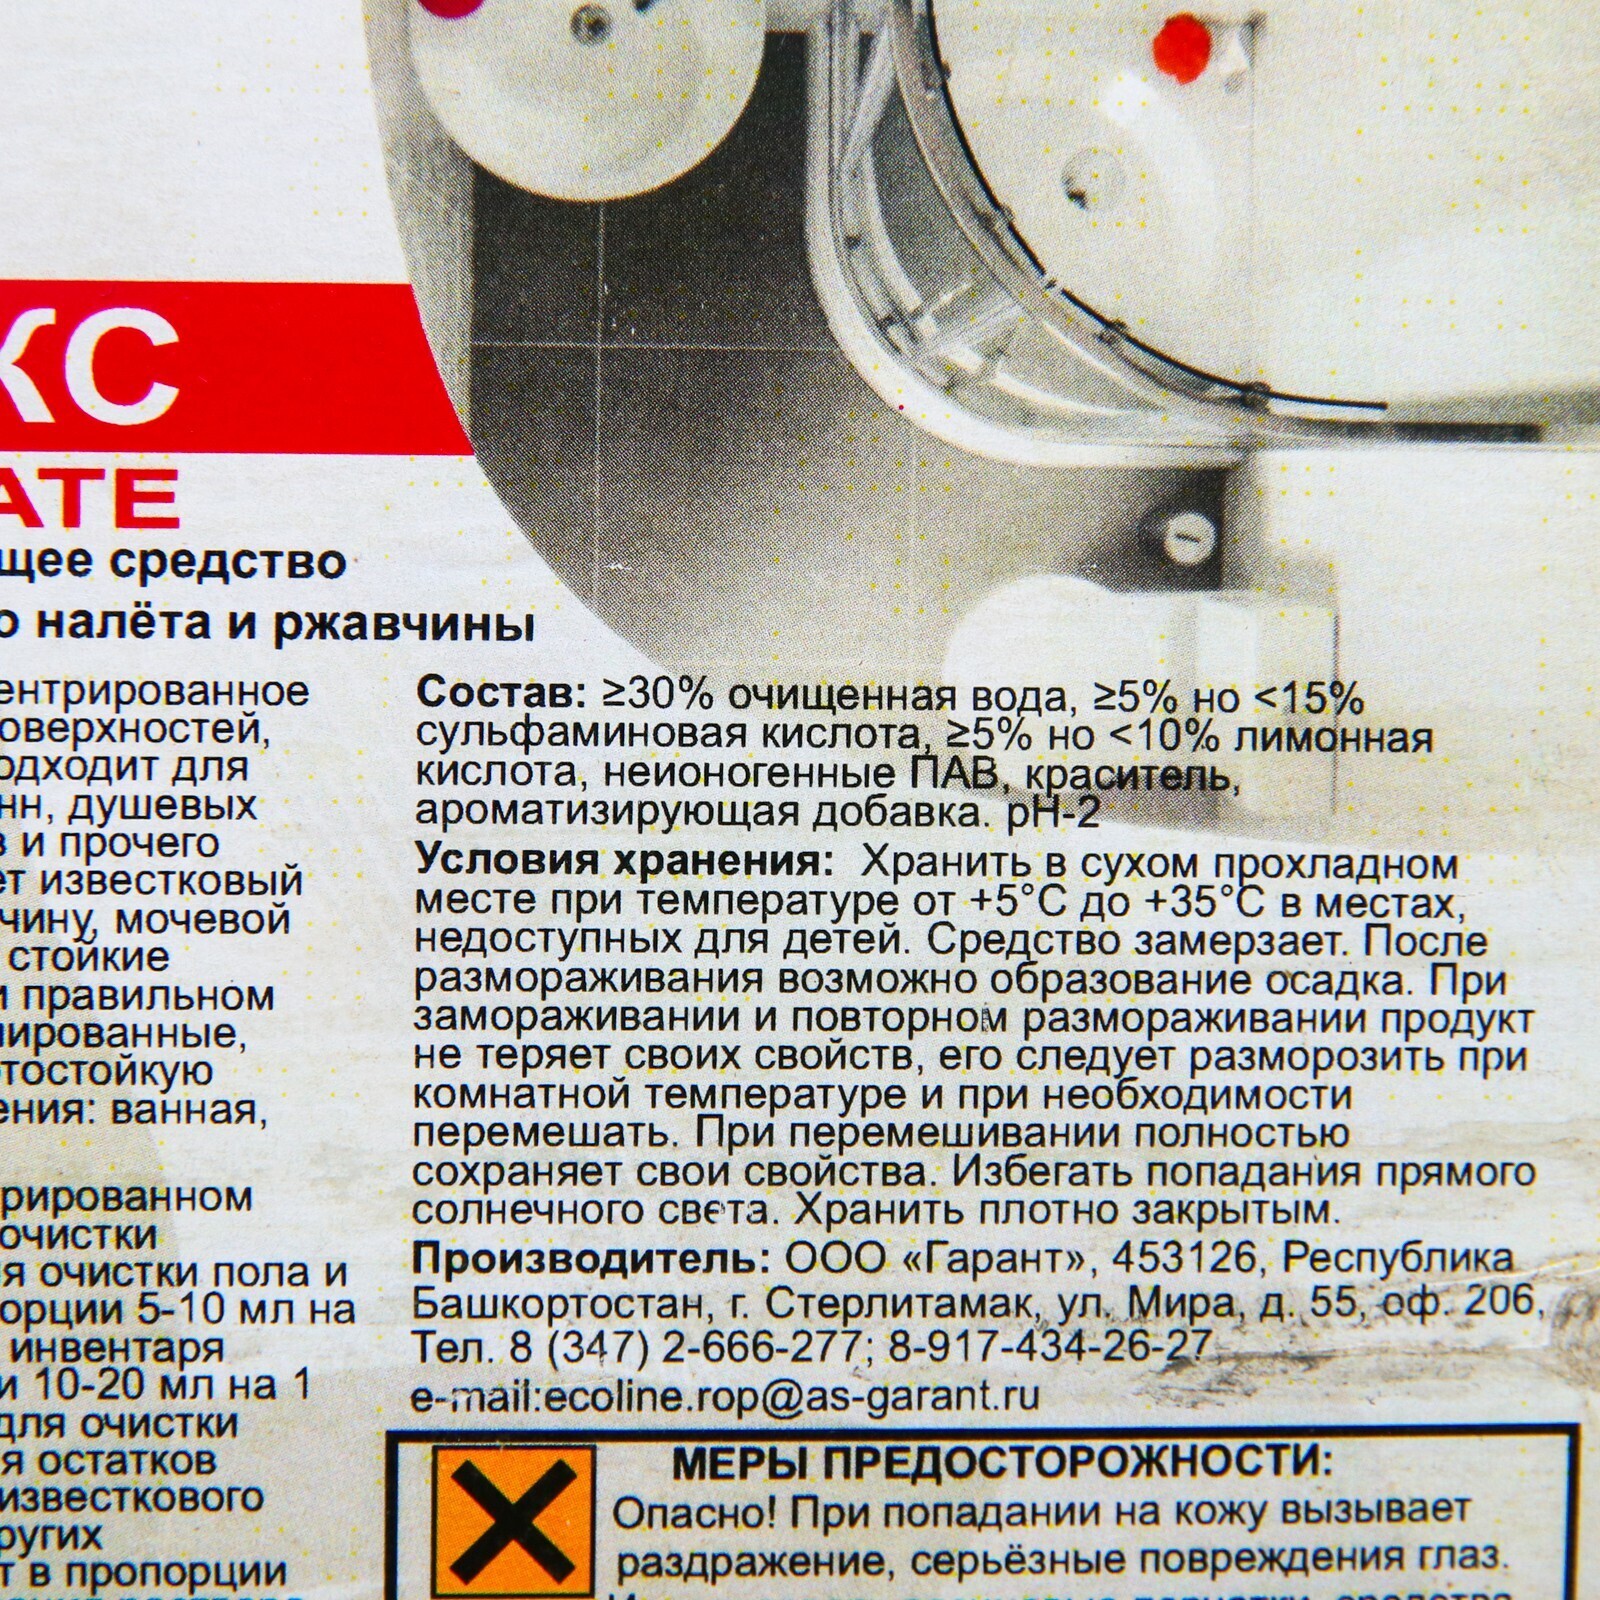 КС
ATE
щее средство
о налёта и ржавчины
ентрированное
оверхностей,
одходит для
нн, душевых
в и прочего
ет известковый
чину, мочевой
стойкие
и правильном
ированные,
тостойкую
ения: ванная,
рированном
очистки
я очистки пола и
орции 5-10 мл на
инвентаря
и 10-20 мл на 1
для очистки
я остатков
известкового
ругих
т в пропорции
Состав: ≥30% очищенная вода, ≥5% но <15%
сульфаминовая кислота, ≥5% но <10% лимонная
кислота, неионогенные ПАВ, краситель,
ароматизирующая добавка. pH-2
Условия хранения: Хранить в сухом прохладном
месте при температуре от +5°С до +35°С в местах,
недоступных для детей. Средство замерзает. После
размораживания возможно образование осадка. При
замораживании и повторном размораживании продукт
не теряет своих свойств, его следует разморозить при
комнатной температуре и при необходимости
перемешать. При перемешивании полностью
сохраняет свои свойства. Избегать попадания прямого
солнечного света. Хранить плотно закрытым.
Производитель: ООО «Гарант», 453126, Республика
Башкортостан, г. Стерлитамак, ул. Мира, д. 55, оф. 206,
Тел. 8 (347) 2-666-277; 8-917-434-26-27
e-mail:ecoline.rop@as-garant.ru
МЕРЫ ПРЕДОСТОРОЖНОСТИ:
Опасно! При попадании на кожу вызывает
раздражение, серьёзные повреждения глаз.